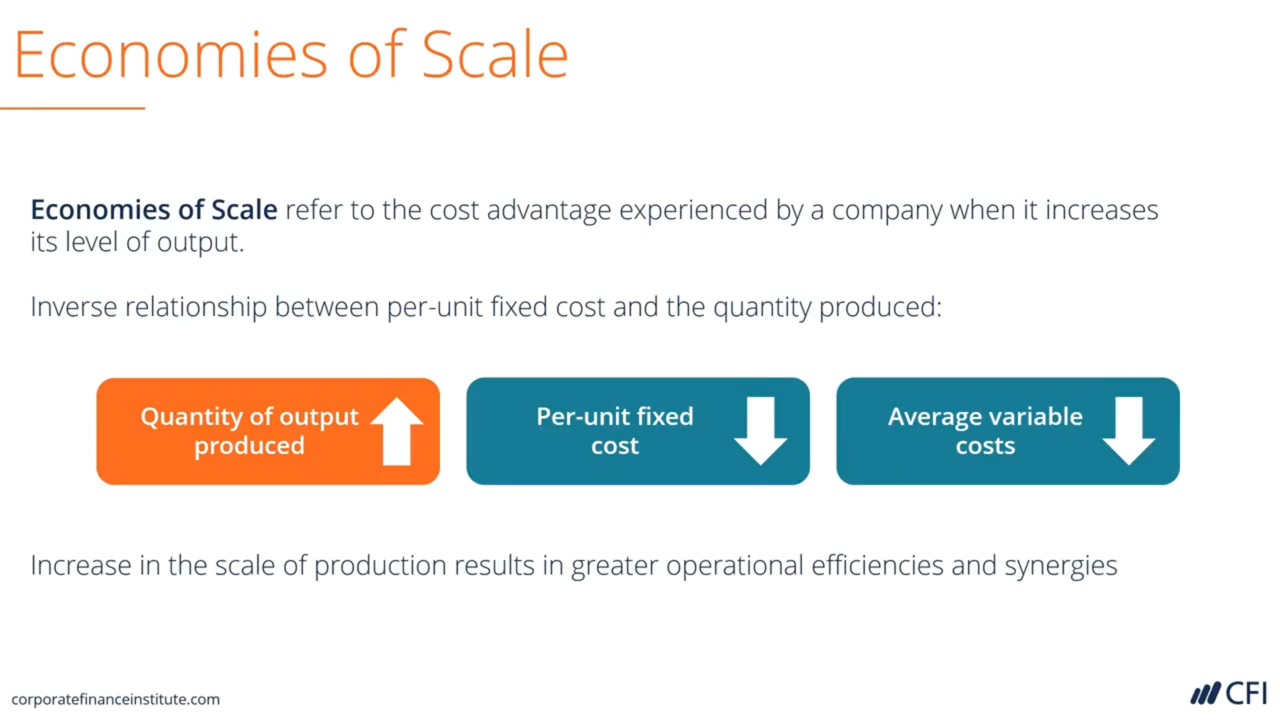 Economies of Scale
Economies of Scale refer to the cost advantage experienced by a company when it increases
its level of output.
Inverse relationship between per-unit fixed cost and the quantity produced:
Quantity of output
produced
Per-unit fixed
cost
Average variable
costs
Increase in the scale of production results in greater operational efficiencies and synergies
corporatefinanceinstitute.com
CFI